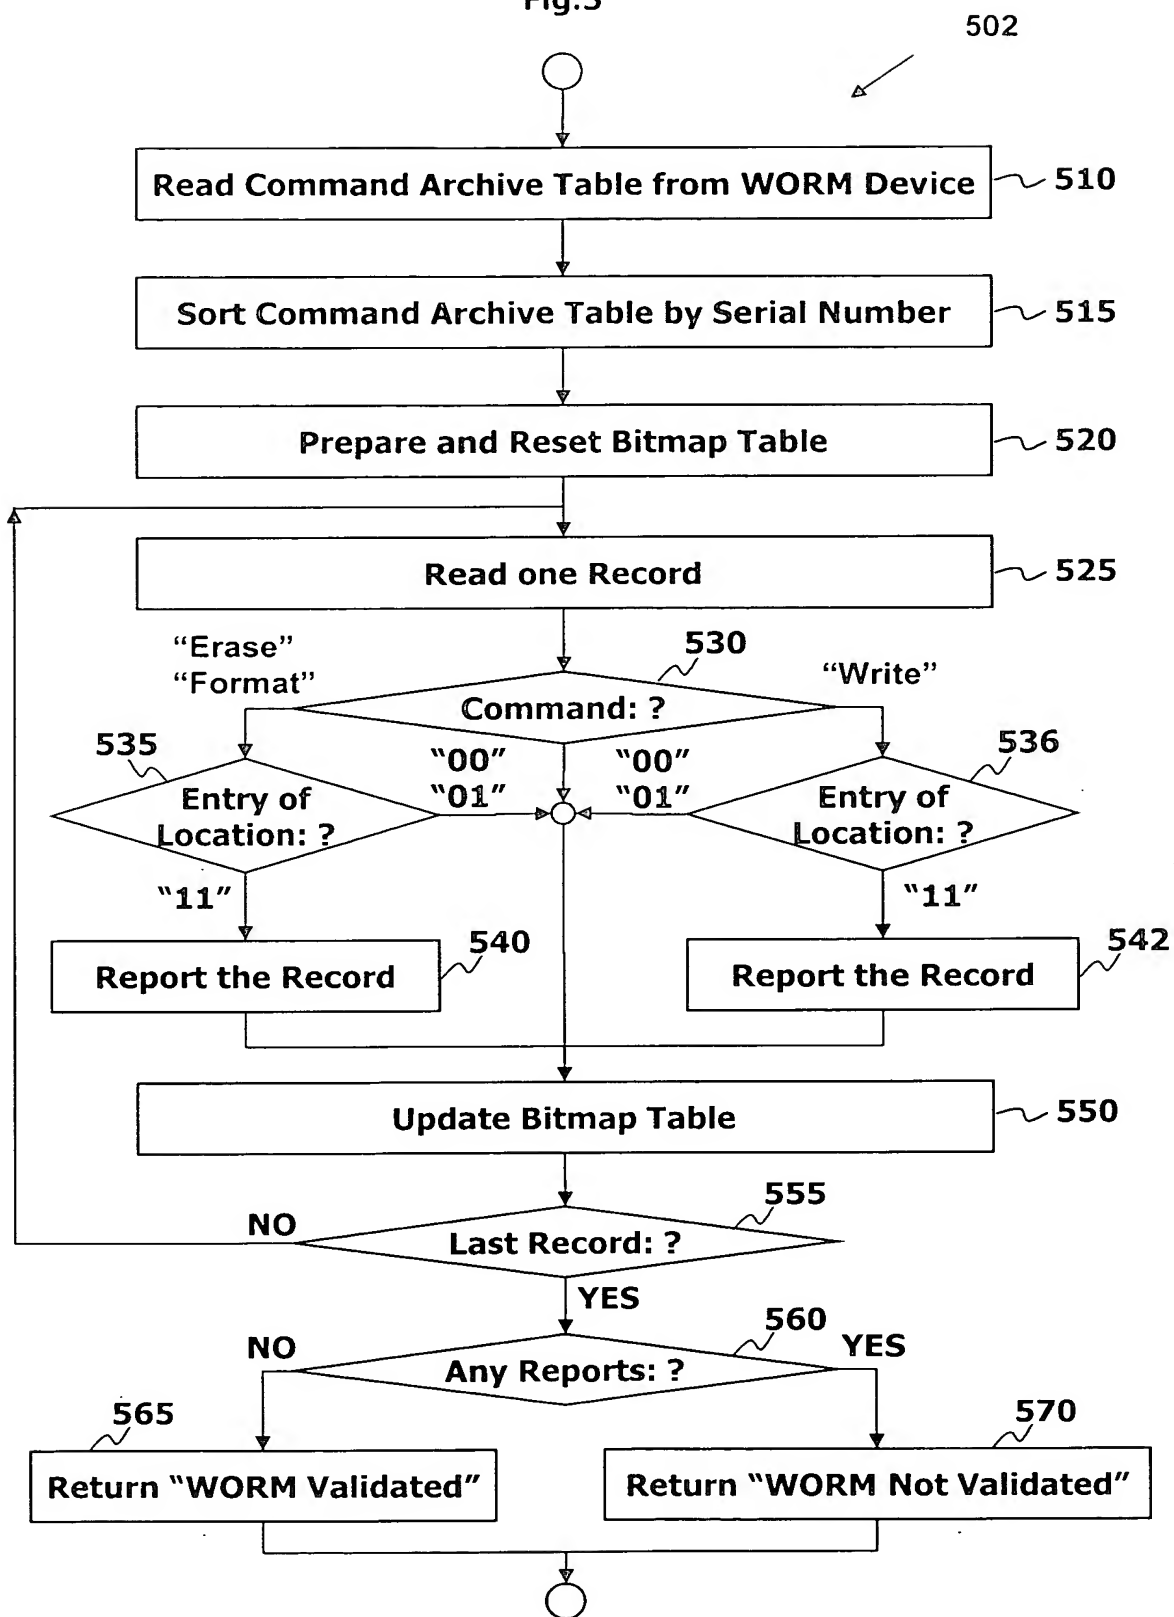 Fig.5
502
Read Command Archive Table from WORM Device
510
Sort Command Archive Table by Serial Number
515
Prepare and Reset Bitmap Table
520
Read one Record
525
“Erase”
“Format”
530
“Write”
Command: ?
535
“00”
“01”
“00”
“01”
536
Entry of
Location: ?
Entry of
Location: ?
“11”
“11”
Report the Record
540
Report the Record
542
Update Bitmap Table
550
555
NO
Last Record: ?
YES
560
NO
YES
Any Reports: ?
565
570
Return “WORM Validated”
Return “WORM Not Validated”